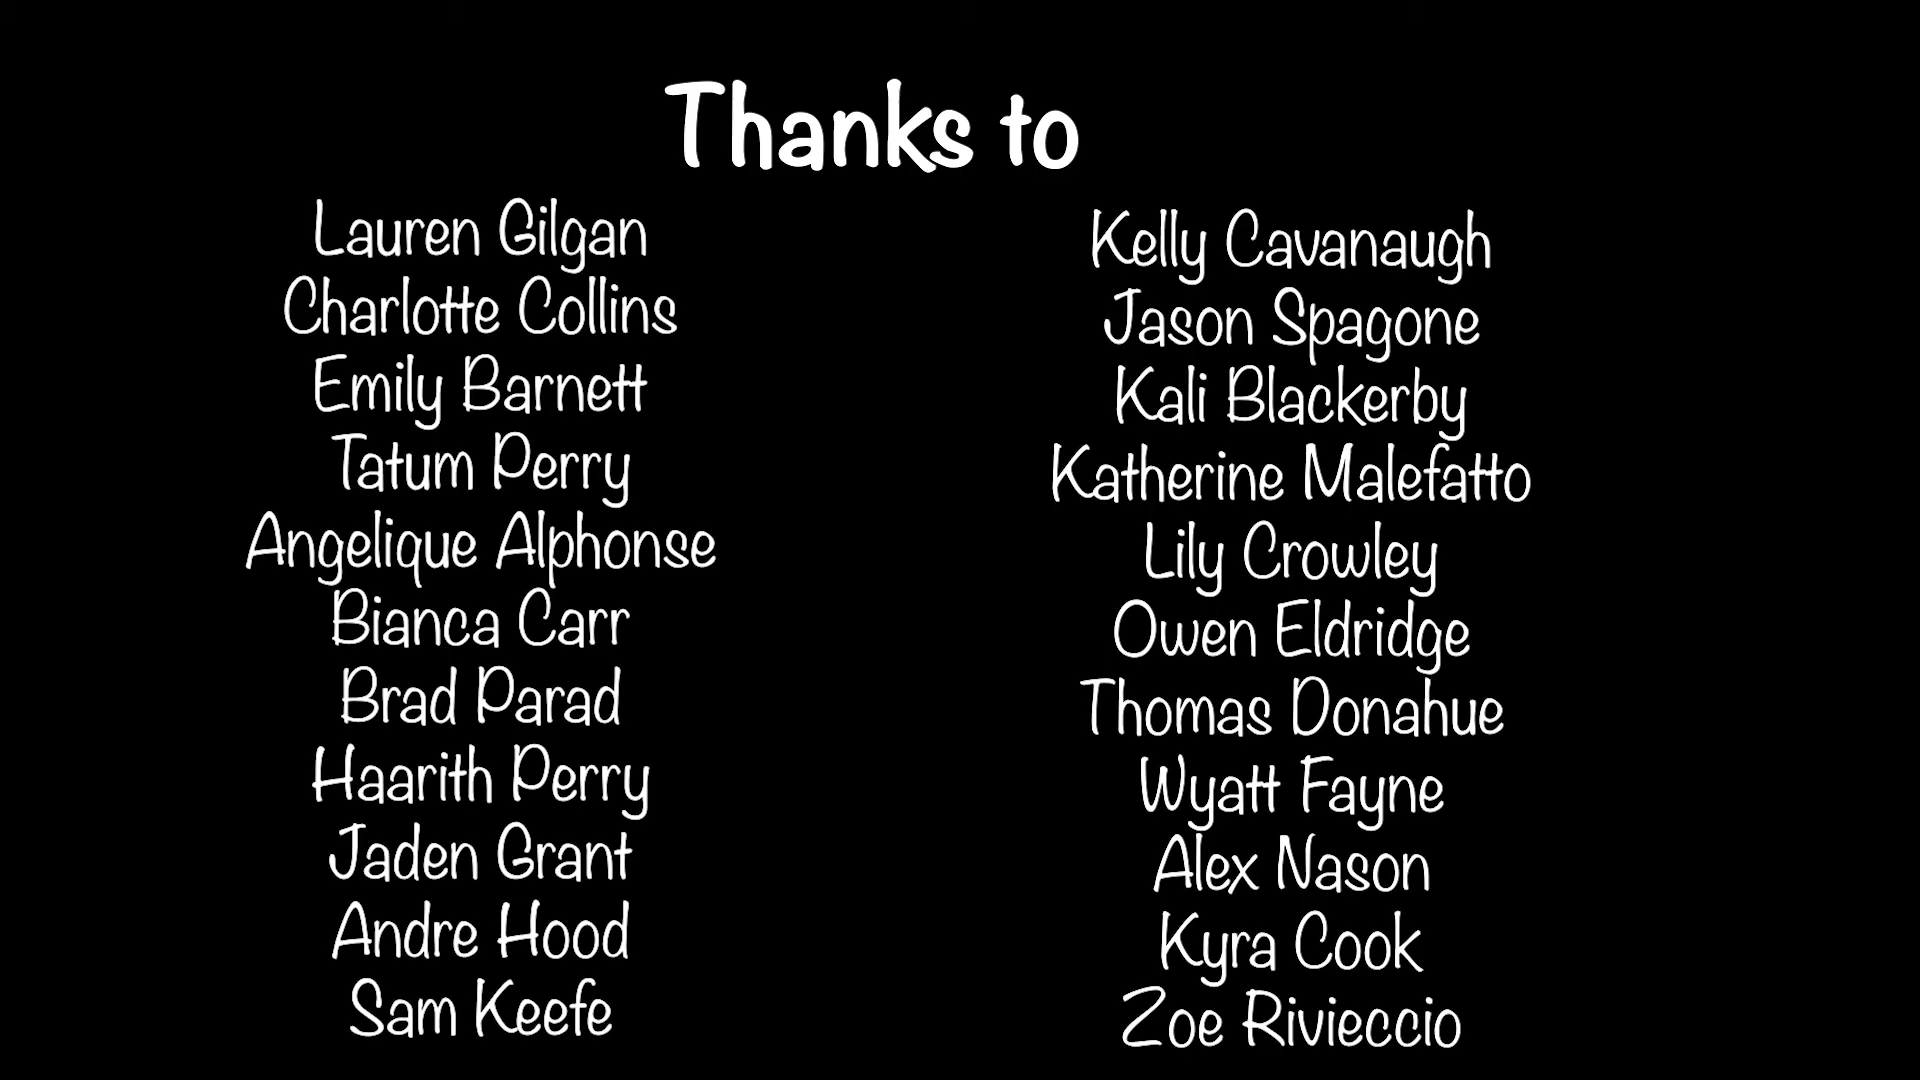 Thanks to
Lauren Gilgan
Charlotte Collins
Emily Barnett
Tatum Perry
Angelique Alphonse
Bianca Carr
Brad Parad
Haarith Perry
Jaden Grant
Andre Hood
Sam Keefe
Kelly Cavanaugh
Jason Spagone
Kali Blackerby
Katherine Malefatto
Lily Crowley
Owen Eldridge
Thomas Donahue
Wyatt Fayne
Alex Nason
Kyra Cook
Zoe Rivieccio